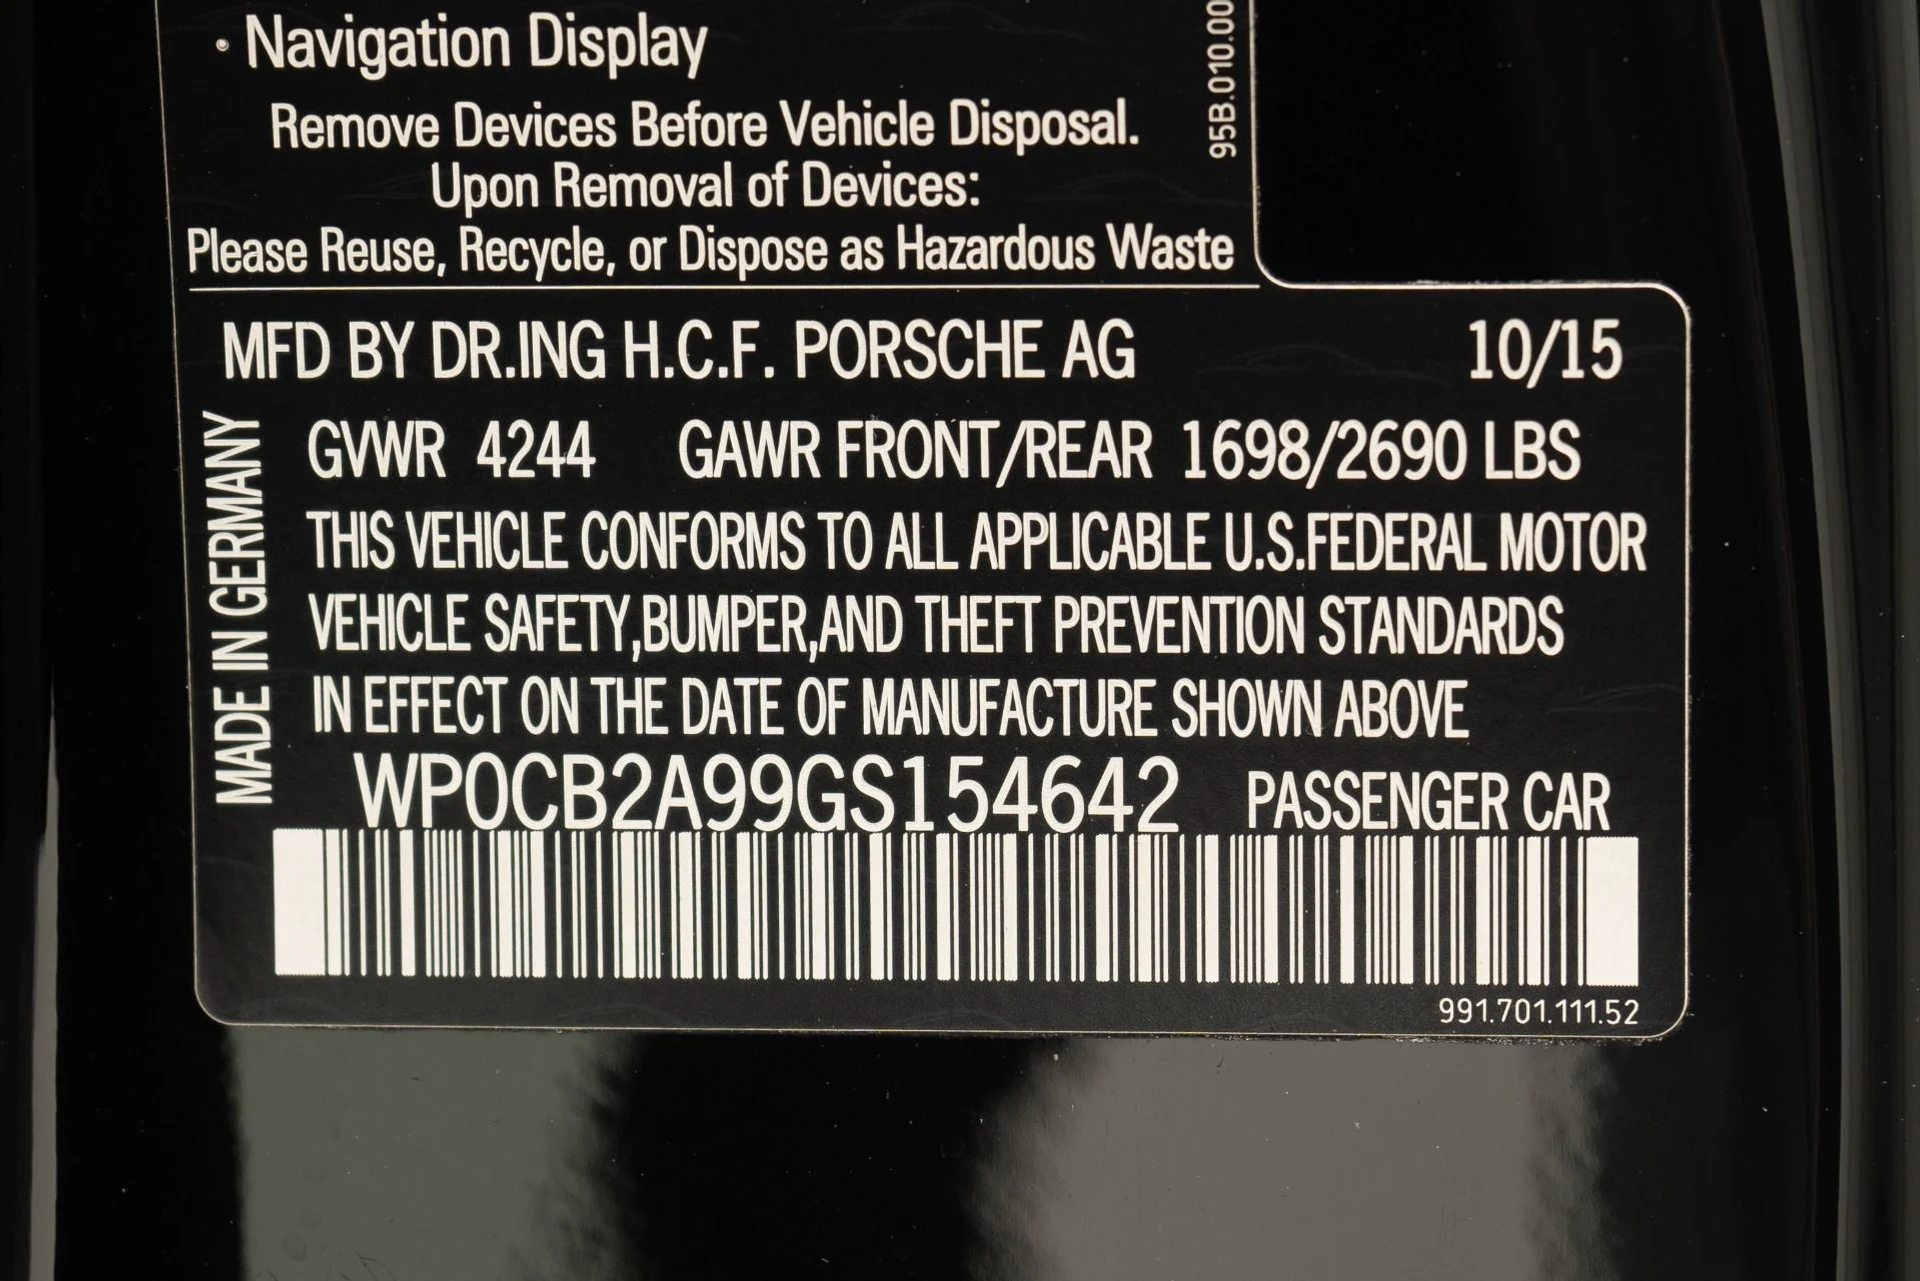 • Navigation Display
Remove Devices Before Vehicle Disposal.
Upon Removal of Devices:
Please Reuse, Recycle, or Dispose as Hazardous Waste
95B.010.00
MFD BY DR.ING H.C.F. PORSCHE AG 10/15
MADE IN GERMANY
GVWR 4244 GAWR FRONT/REAR 1698/2690 LBS
THIS VEHICLE CONFORMS TO ALL APPLICABLE U.S.FEDERAL MOTOR
VEHICLE SAFETY,BUMPER,AND THEFT PREVENTION STANDARDS
IN EFFECT ON THE DATE OF MANUFACTURE SHOWN ABOVE
WP0CB2A99GS154642 PASSENGER CAR
991.701.111.52